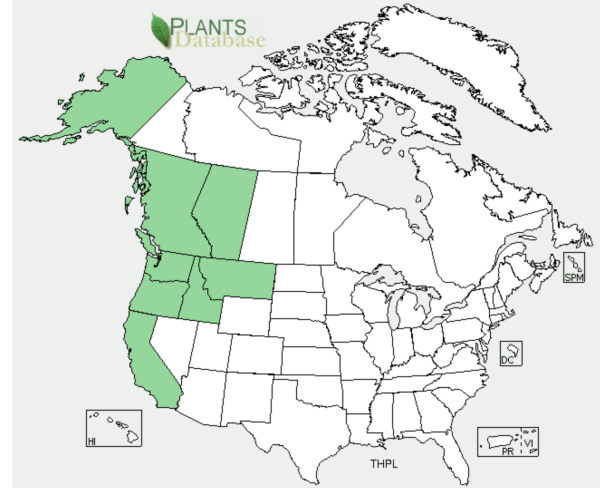 PLANTS
Database
SPM
DC
HI
PR
VI
THPL